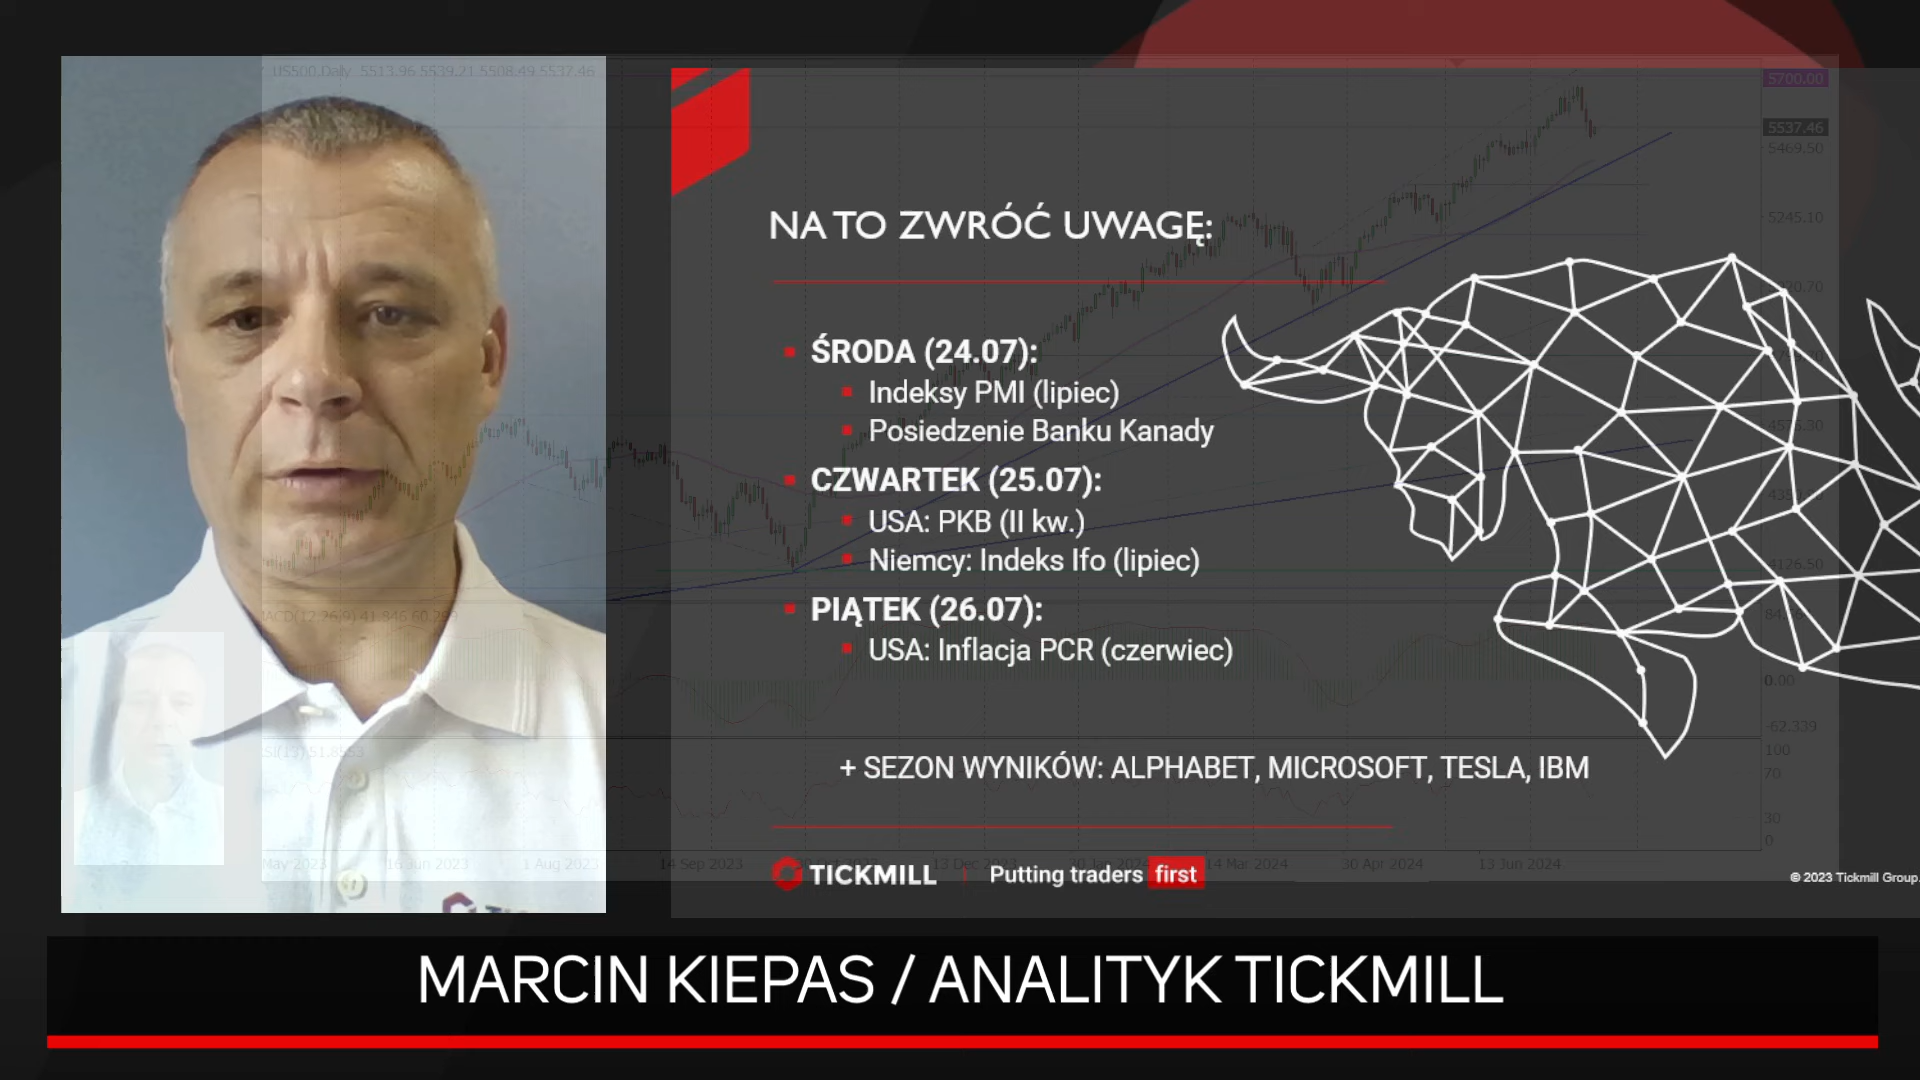 US500,Daily 5513.96 5539.21 5508.49 5537.46
5700.00
5537.46
5469.50
5245.10
NA TO ZWRÓĆ UWAGĘ:
ŚRODA (24.07):
Indeksy PMI (lipiec)
Posiedzenie Banku Kanady
CZWARTEK (25.07):
USA: PKB (II kw.)
Niemcy: Indeks Ifo (lipiec)
PIĄTEK (26.07):
USA: Inflacja PCR (czerwiec)
4126.50
0.00
-62.339
100
70
30
0
+ SEZON WYNIKÓW: ALPHABET, MICROSOFT, TESLA, IBM
May 2023 16 Jun 2023 1 Aug 2023 14 Sep 2023 13 Dec 2023 14 Mar 2024 30 Apr 2024 13 Jun 2024
TICKMILL | Putting traders first
© 2023 Tickmill Group.
MARCIN KIEPAS / ANALITYK TICKMILL